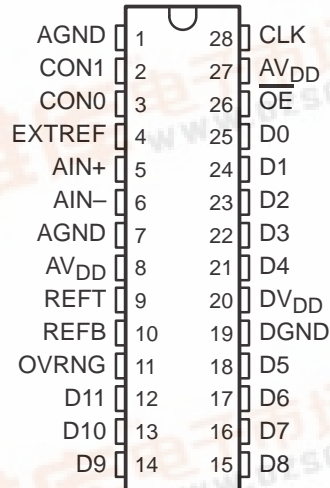 AGND 1 28 CLK
CON1 2 27 AVDD
CON0 3 26 OE
EXTREF 4 25 D0
AIN+ 5 24 D1
AIN– 6 23 D2
AGND 7 22 D3
AVDD 8 21 D4
REFT 9 20 DVDD
REFB 10 19 DGND
OVRNG 11 18 D5
D11 12 17 D6
D10 13 16 D7
D9 14 15 D8